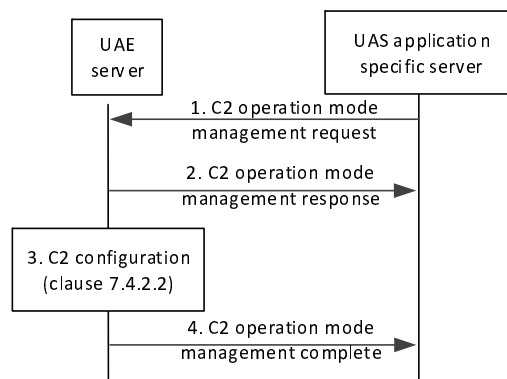 UAE
server
UAS application
specific server
1. C2 operation mode
management request
2. C2 operation mode
management response
3. C2 configuration
(clause 7.4.2.2)
4. C2 operation mode
management complete